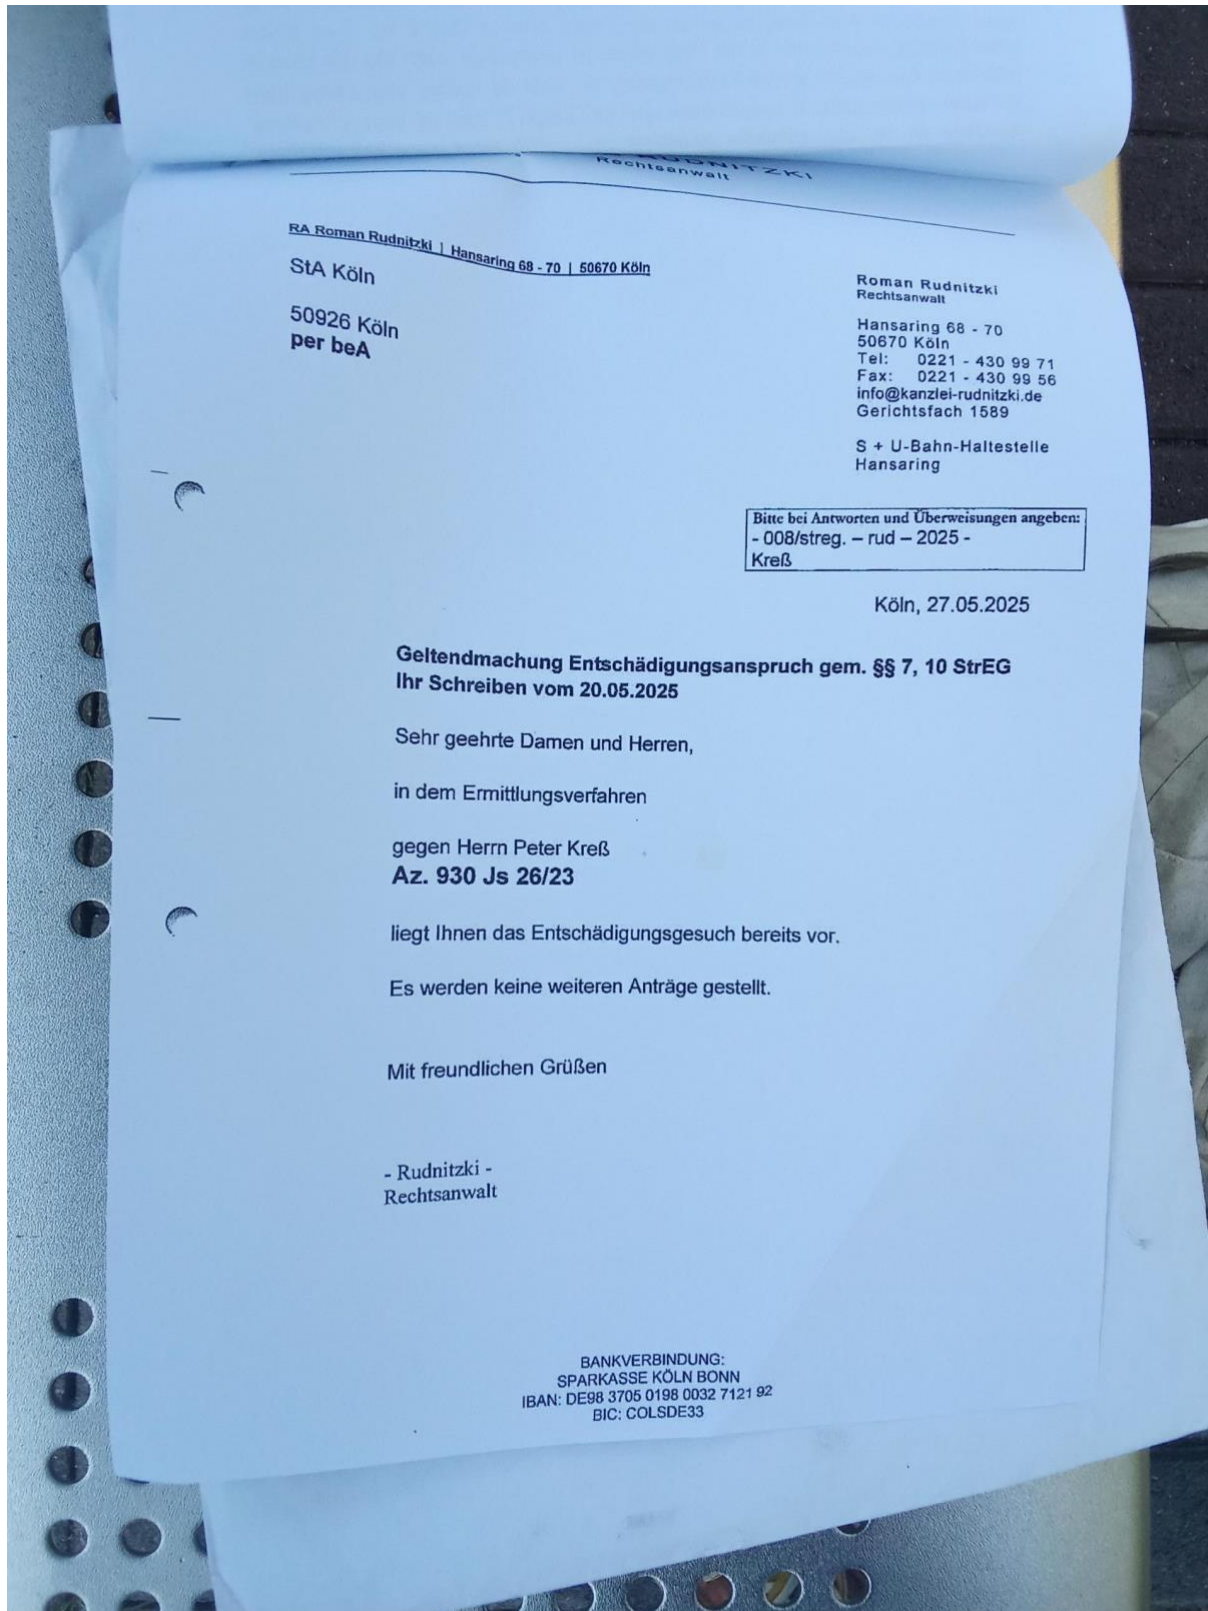 RUDNITZKI
Rechtsanwalt
RA Roman Rudnitzki | Hansaring 68 - 70 | 50670 Köln
StA Köln
50926 Köln
per beA
Roman Rudnitzki
Rechtsanwalt
Hansaring 68 - 70
50670 Köln
Tel: 0221 - 430 99 71
Fax: 0221 - 430 99 56
info@kanzlei-rudnitzki.de
Gerichtsfach 1589
S + U-Bahn-Haltestelle
Hansaring
Bitte bei Antworten und Überweisungen angeben:
- 008/streg. – rud – 2025 -
Kreß
Köln, 27.05.2025
Geltendmachung Entschädigungsanspruch gem. §§ 7, 10 StrEG
Ihr Schreiben vom 20.05.2025
Sehr geehrte Damen und Herren,
in dem Ermittlungsverfahren
gegen Herrn Peter Kreß
Az. 930 Js 26/23
liegt Ihnen das Entschädigungsgesuch bereits vor.
Es werden keine weiteren Anträge gestellt.
Mit freundlichen Grüßen
- Rudnitzki -
Rechtsanwalt
BANKVERBINDUNG:
SPARKASSE KÖLN BONN
IBAN: DE98 3705 0198 0032 7121 92
BIC: COLSDE33